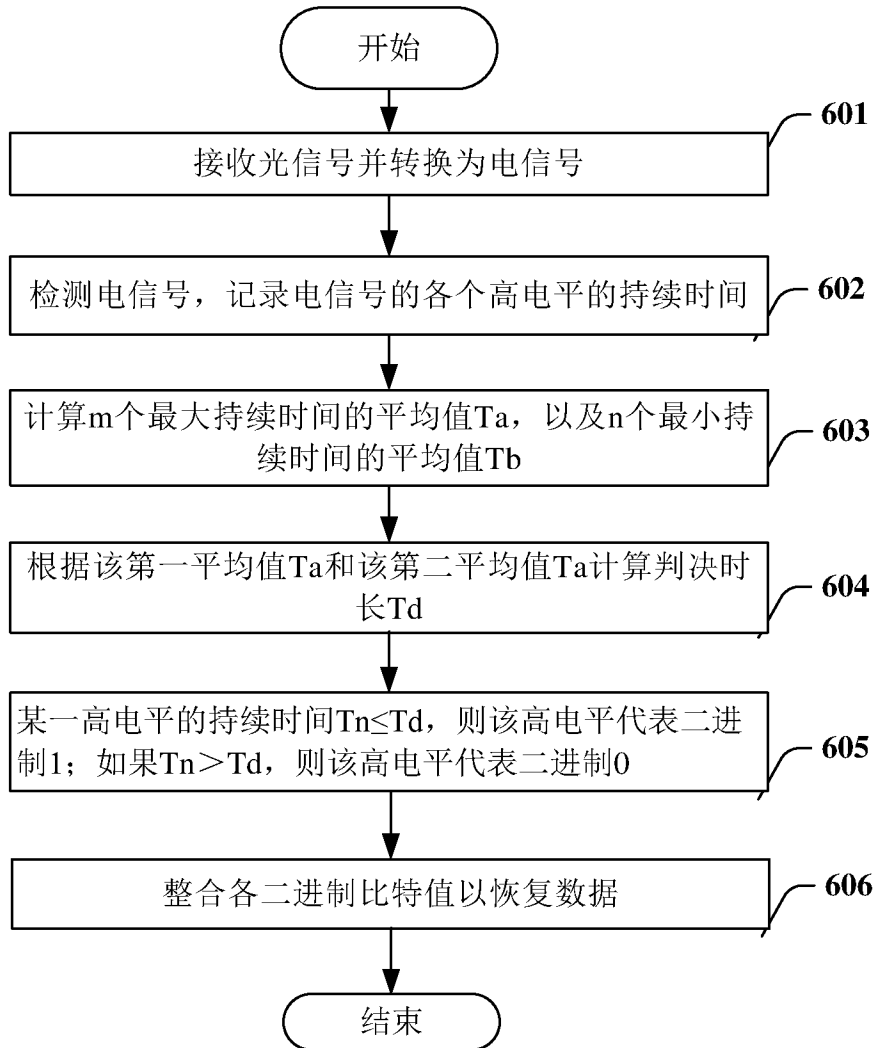 开始
601
接收光信号并转换为电信号
检测电信号，记录电信号的各个高电平的持续时间
602
计算m个最大持续时间的平均值Ta，以及n个最小持
续时间的平均值Tb
603
根据该第一平均值Ta和该第二平均值Ta计算判决时
长Td
604
某一高电平的持续时间Tn≤Td，则该高电平代表二进
制1；如果Tn＞Td，则该高电平代表二进制0
605
整合各二进制比特值以恢复数据
606
结束